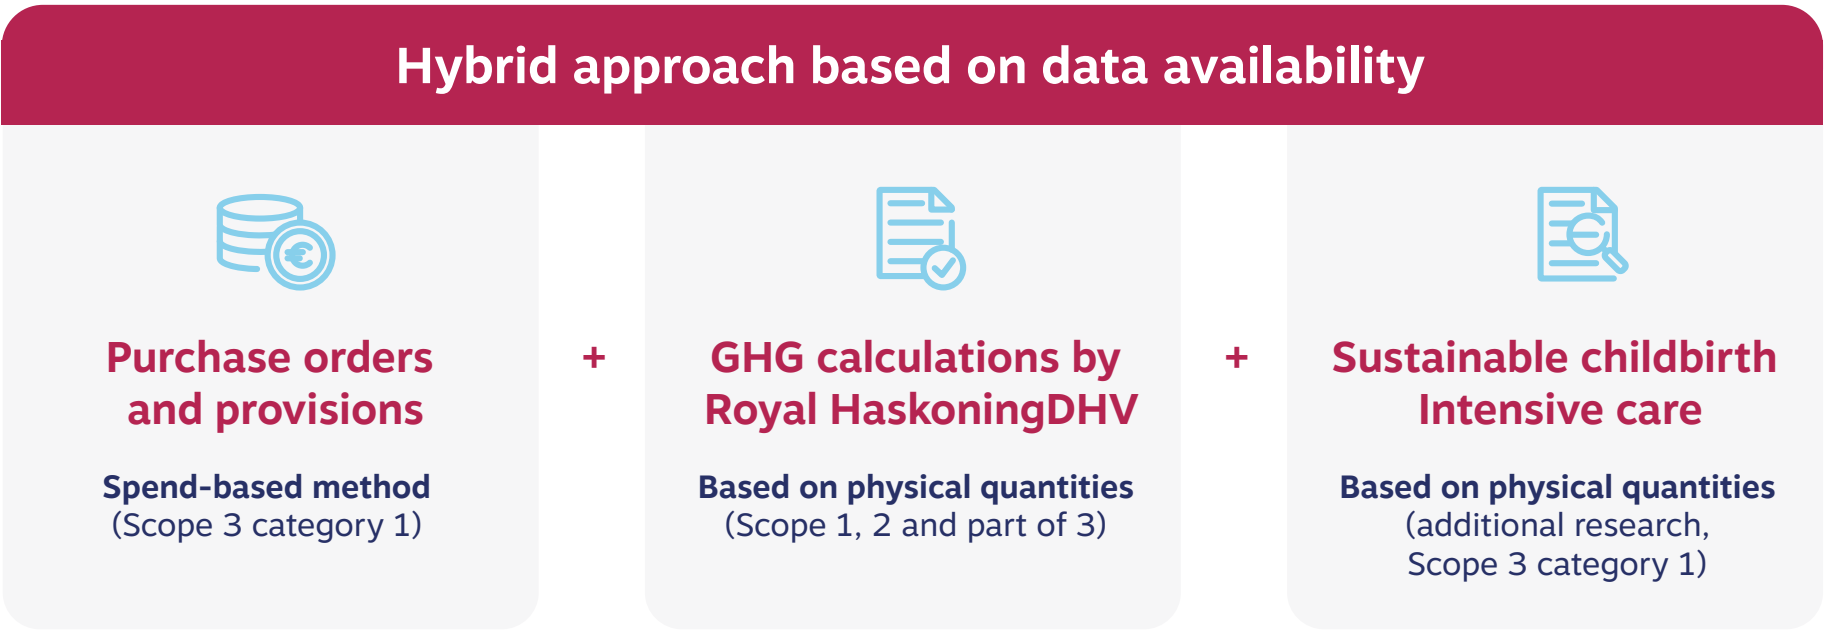 Hybrid approach based on data availability
Purchase orders
and provisions
Spend-based method
(Scope 3 category 1)
+
GHG calculations by
Royal HaskoningDHV
Based on physical quantities
(Scope 1, 2 and part of 3)
+
Sustainable childbirth
Intensive care
Based on physical quantities
(additional research,
Scope 3 category 1)